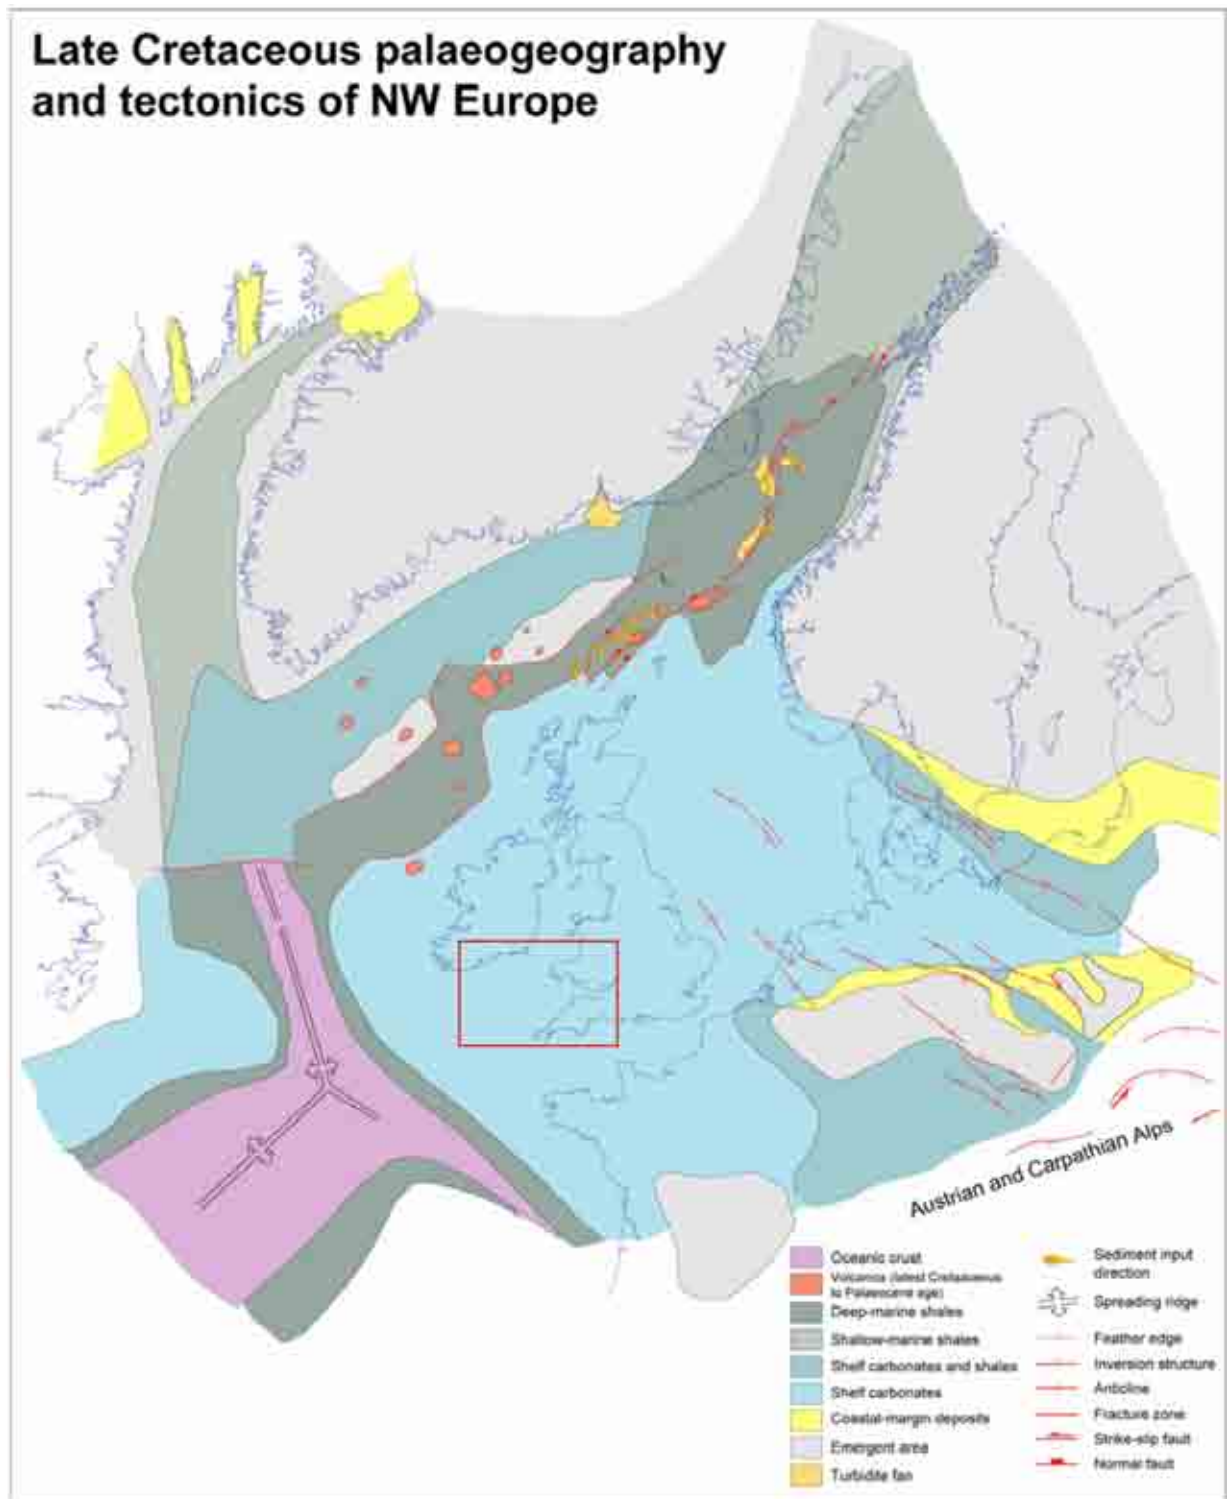 Late Cretaceous palaeogeography
and tectonics of NW Europe
Austrian and Carpathian Alps
Oceanic crust
Volcanics (latest Cretaceous
to Palaeocene age)
Deep-marine shales
Shallow-marine shales
Shelf carbonates and shales
Shelf carbonates
Coastal-margin deposits
Emergent area
Turbidite fan
Sediment input
direction
Spreading ridge
Feather edge
Inversion structure
Anticline
Fracture zone
Strike-slip fault
Normal fault